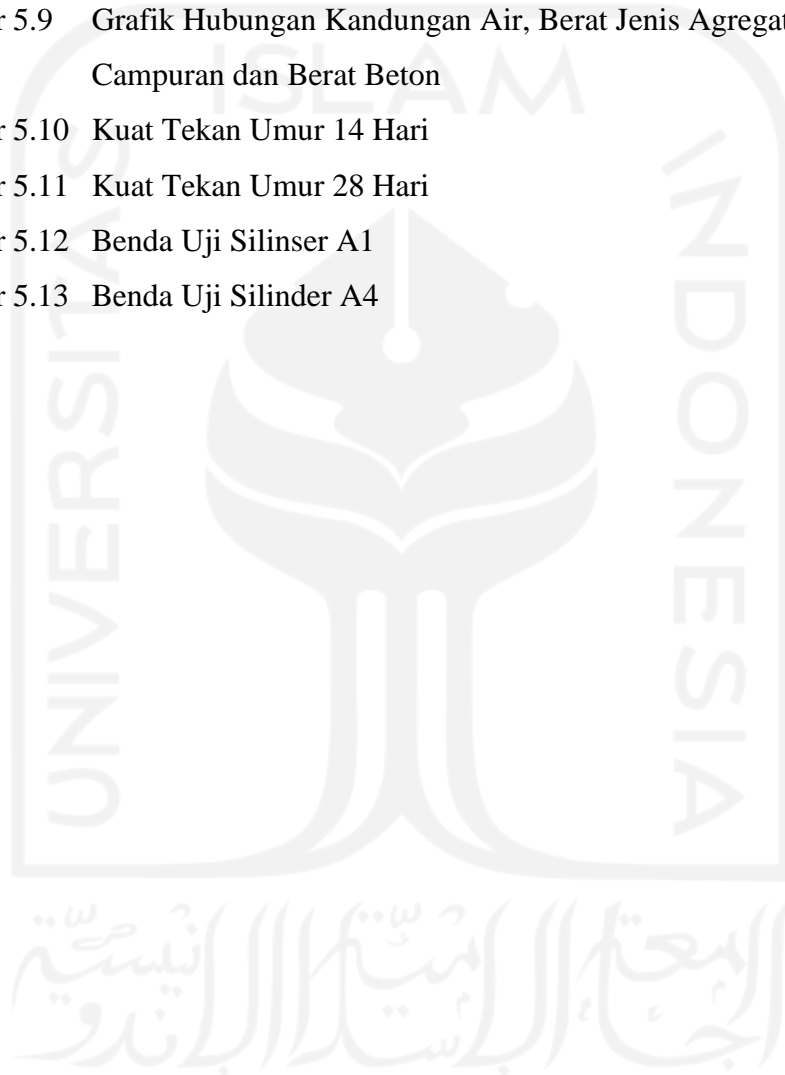 r 5.9 Grafik Hubungan Kandungan Air, Berat Jenis Agregat
Campuran dan Berat Beton
r 5.10 Kuat Tekan Umur 14 Hari
r 5.11 Kuat Tekan Umur 28 Hari
r 5.12 Benda Uji Silinser A1
r 5.13 Benda Uji Silinder A4
UNIVERSITAS
ISLAM
INDONESIA